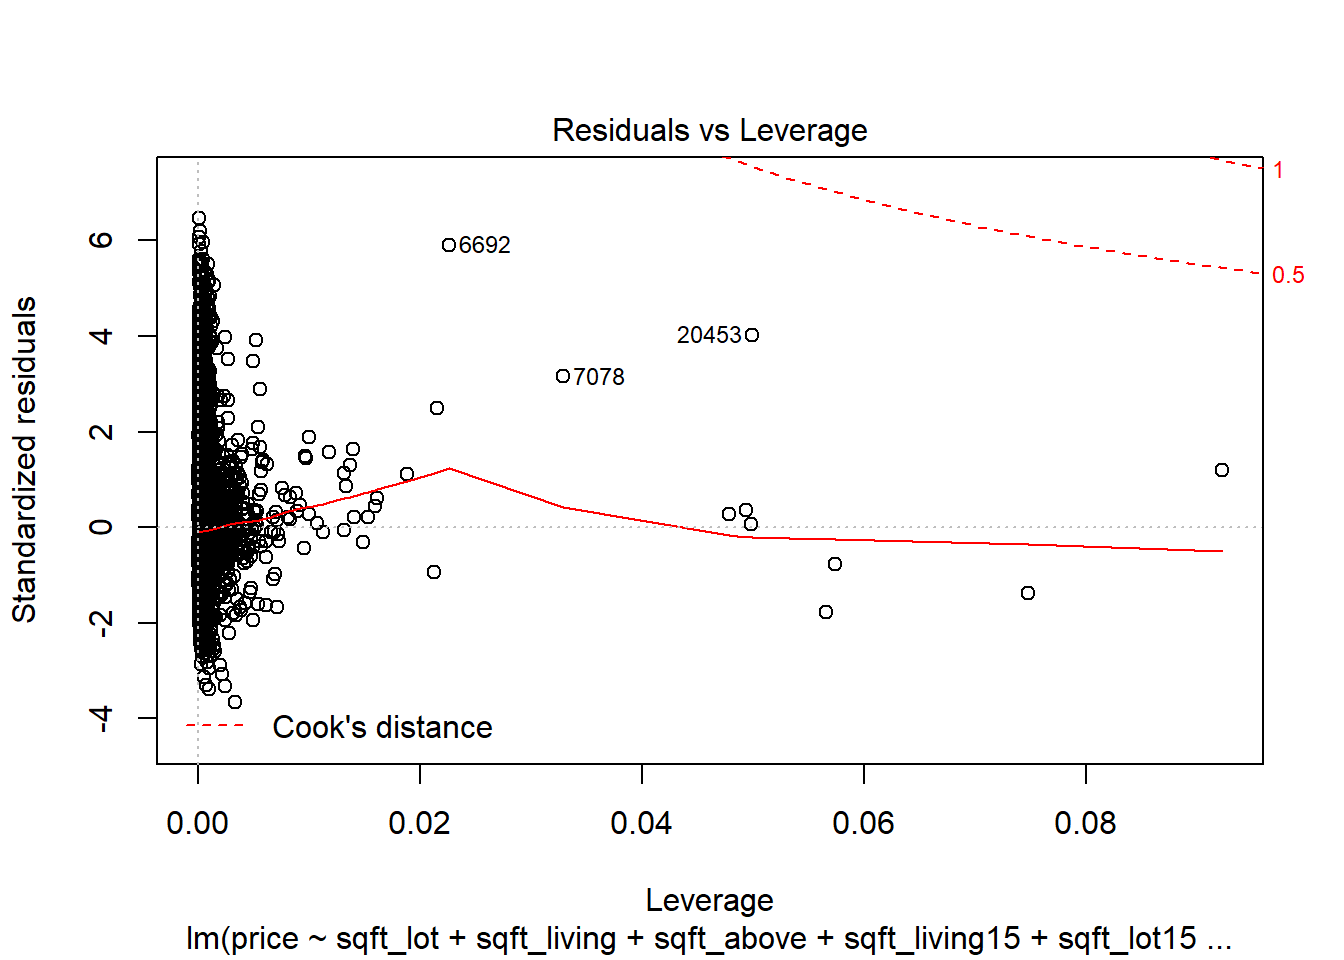 Residuals vs Leverage
Standardized residuals
6
4
2
0
-2
-4
6692
20453
7078
1
0.5
Cook's distance
0.00 0.02 0.04 0.06 0.08
Leverage
lm(price ~ sqft_lot + sqft_living + sqft_above + sqft_living15 + sqft_lot15 ...